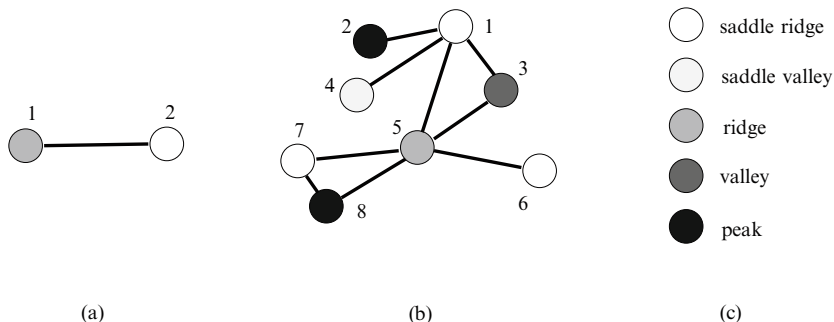 1
2
(a)
2
1
4
3
5
7
6
8
(b)
saddle ridge
saddle valley
ridge
valley
peak
(c)